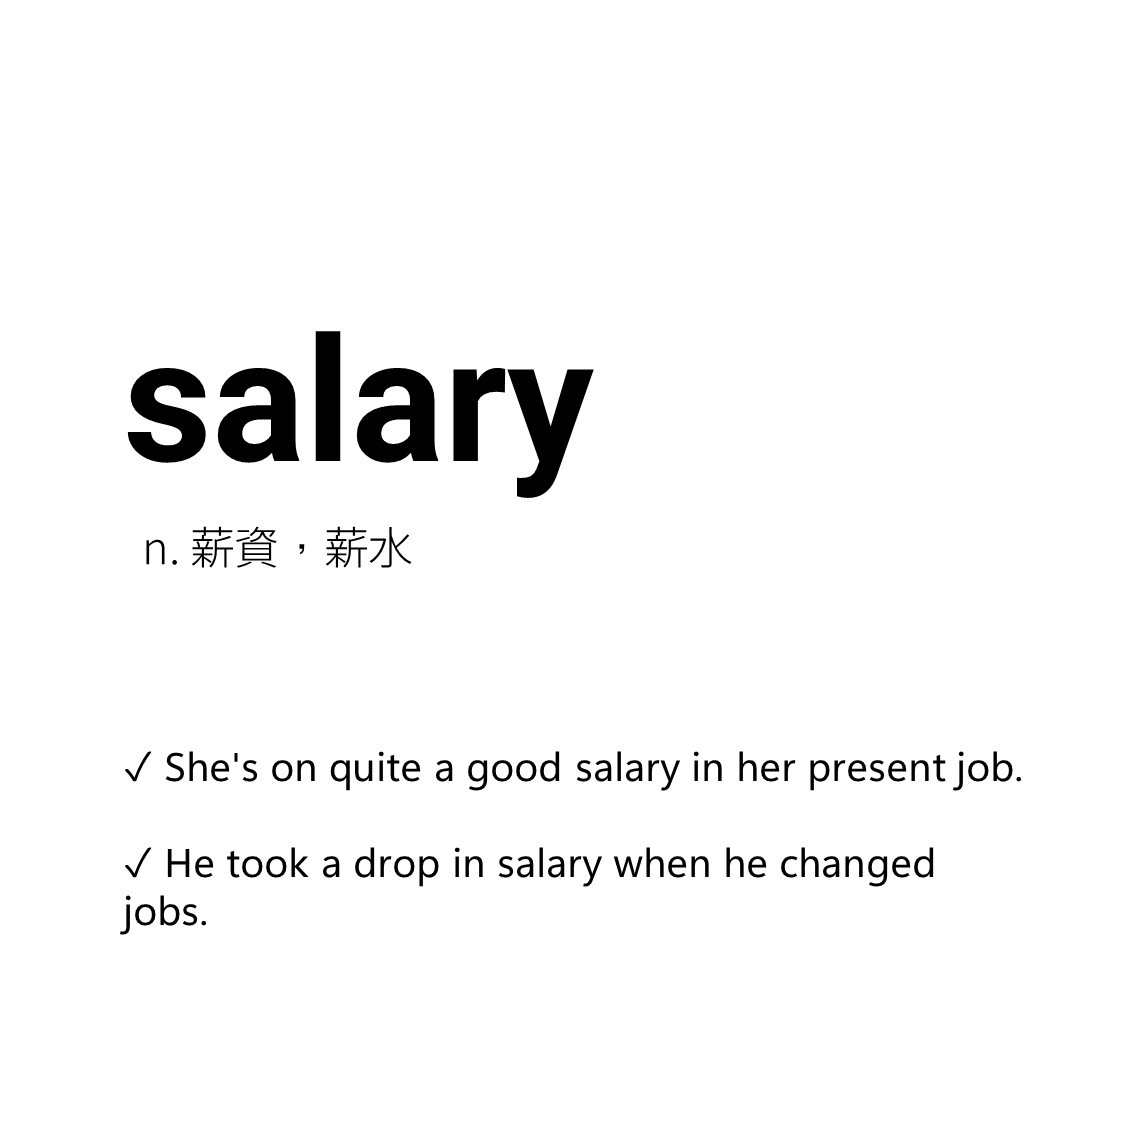 salary
n. 薪資，薪水
✓ She's on quite a good salary in her present job.
✓ He took a drop in salary when he changed
jobs.